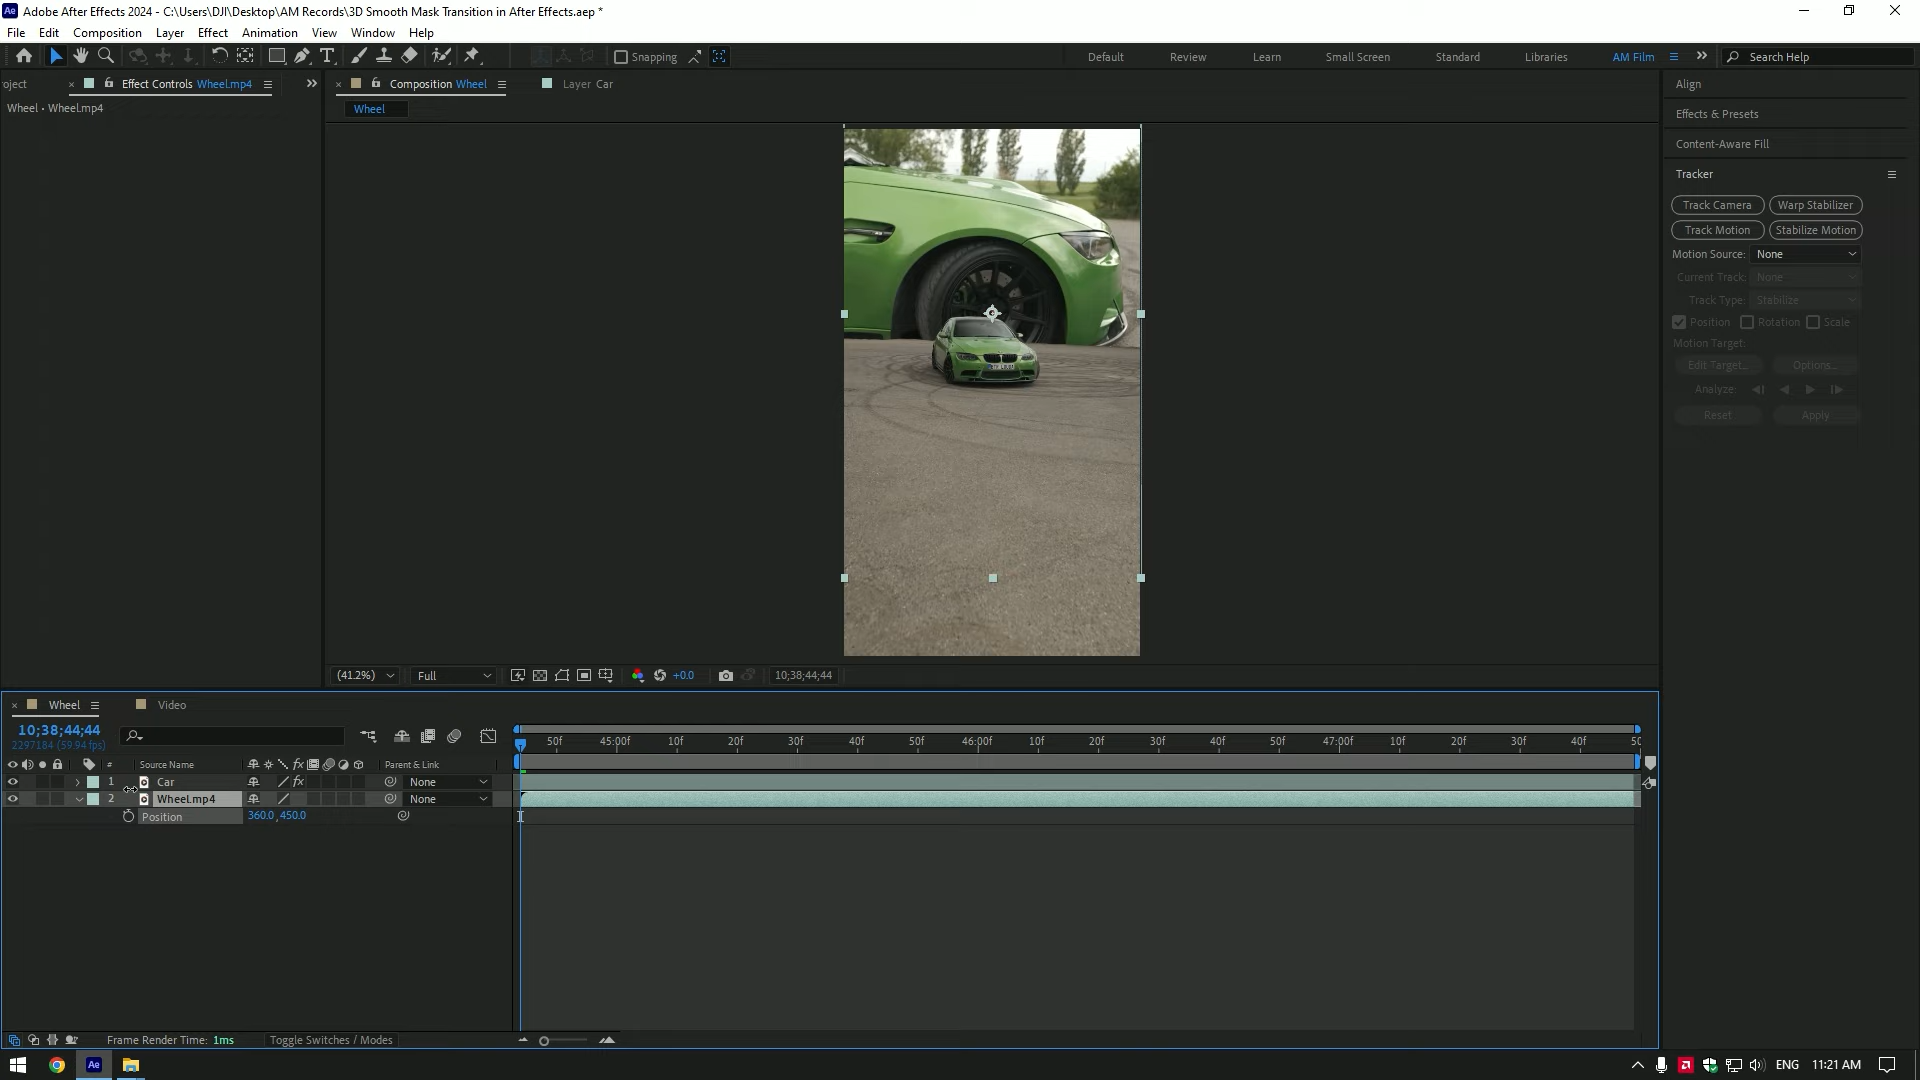 Adobe After Effects 2024 - C:\Users\DJI\Desktop\AM Records\3D Smooth Mask Transition in After Effects.aep *
File Edit Composition Layer Effect Animation View Window Help
Snapping
Default Review Learn Small Screen Standard Libraries AM Film Search Help
oject Effect Controls Wheel.mp4 Composition Wheel Layer Car Align
Wheel • Wheel.mp4 Wheel
Effects & Presets
Content-Aware Fill
Tracker
Track Camera Warp Stabilizer
Track Motion Stabilize Motion
Motion Source: None
Current Track: None
Track Type: Stabilize
Position Rotation Scale
Motion Target:
Edit Target... Options...
Analyze:
Reset Apply
(41.2%) Full +0.0 10;38;44;44
Wheel Video
10;38;44;44
2297184 (59.94 fps)
50f 45:00f 10f 20f 30f 40f 50f 46:00f 10f 20f 30f 40f 50f 47:00f 10f 20f 30f 40f 50
# Source Name Parent & Link
1 Car None
2 Wheel.mp4 None
Position 360.0, 450.0
Frame Render Time: 1ms Toggle Switches / Modes
Ae ENG 11:21 AM